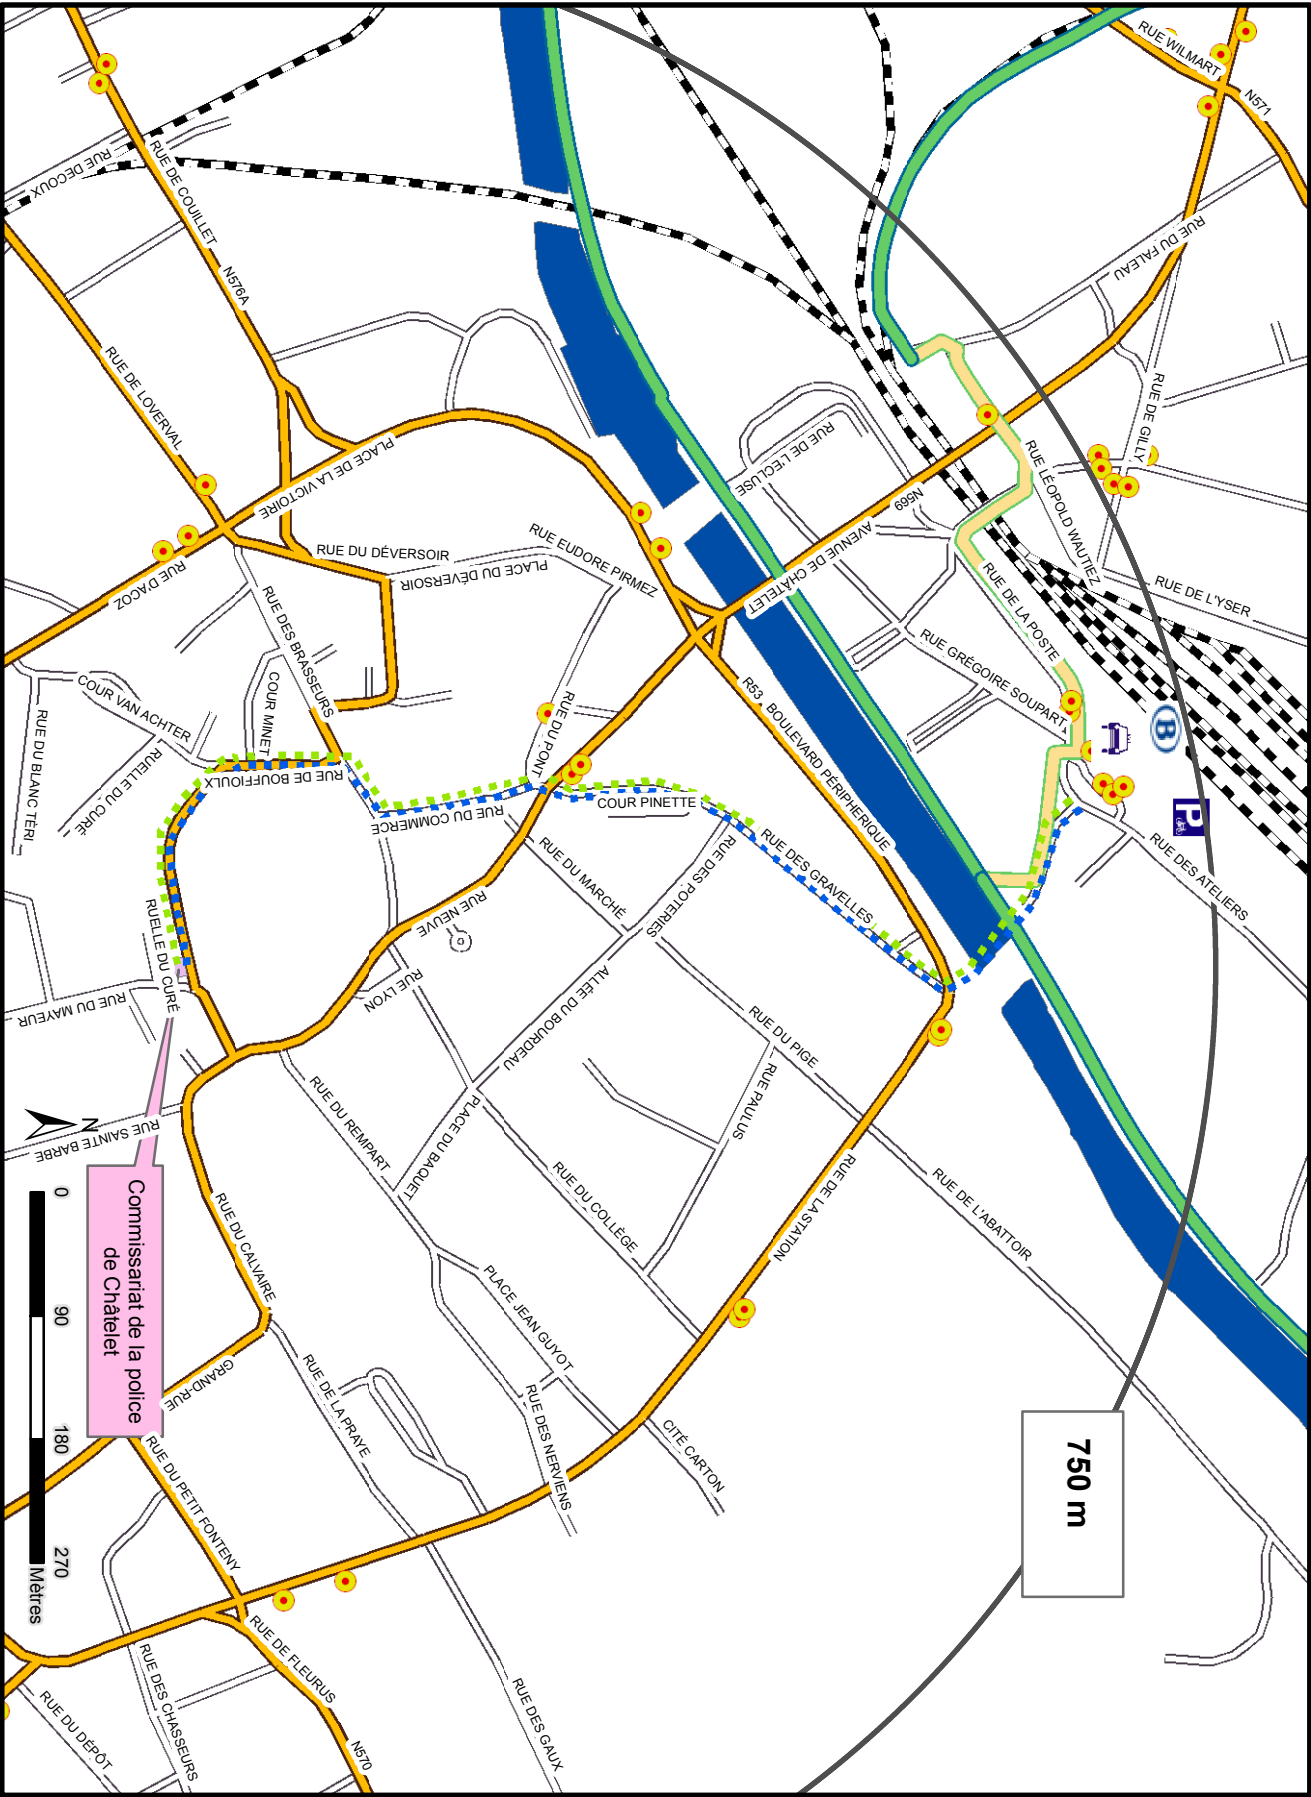 RUE WILMART
N571
RUE DU FALEAU
RUE DE GILLY
RUE LÉOPOLD WAUTIEZ
RUE DE L'YSER
RUE DE COUILLET
RUE DECOUX
N576A
RUE DE LOVERVAL
PLACE DE LA VICTOIRE
RUE DE L'ECLUSE
N569
AVENUE DE CHÂTELET
RUE DE LA POSTE
RUE GRÉGOIRE SOUPART
B
P
RUE DES ATELIERS
RUE DU DÉVERSOIR
PLACE DU DÉVERSOIR
RUE EUDORE PIRMEZ
RUE D'ACOZ
RUE DES BRASSEURS
COUR VAN ACHTER
COUR MINET
RUE DU BLANC TÉRI
RUELLE DU CURÉ
RUE DE BOUFFIOULX
RUE DU PONT
R53
BOULEVARD PÉRIPHERIQUE
COUR PINETTE
RUE DU COMMERCE
RUE DES GRAVELLES
RUE DU MARCHÉ
RUE DES POTERIES
RUE NEUVE
RUELLE DU CURÉ
RUE DU MAYEUR
RUE LYON
ALLÉE DU BOURDEAU
RUE DU PIGE
RUE PAULUS
RUE DU REMPART
PLACE DU BAQUET
RUE SAINTE BARBE
RUE DU COLLÈGE
RUE DE LA STATION
RUE DE L'ABATTOIR
RUE DU CALVAIRE
PLACE JEAN GUYOT
GRAND-RUE
RUE DE LA PRAYE
RUE DES NERVIENS
CITÉ CARTON
RUE DU PETIT FONTENY
RUE DE FLEURUS
RUE DES CHASSEURS
RUE DU DÉPÔT
N570
RUE DES GAUX
750 m
Commissariat de la police
de Châtelet
N
0 90 180 270
Mètres